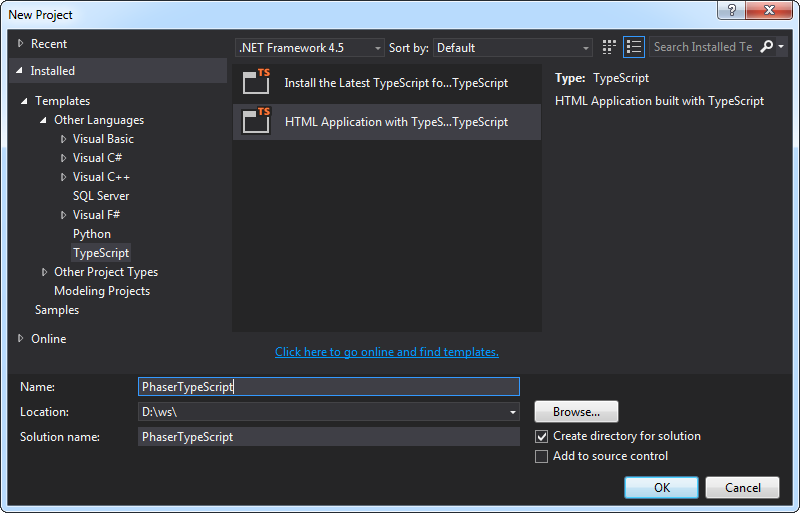 New Project
Recent
Installed
Templates
Other Languages
Visual Basic
Visual C#
Visual C++
SQL Server
Visual F#
Python
TypeScript
Other Project Types
Modeling Projects
Samples
Online
.NET Framework 4.5
Sort by: Default
Search Installed Te
TS
Install the Latest TypeScript fo...TypeScript
TS
HTML Application with TypeS...TypeScript
Type: TypeScript
HTML Application built with TypeScript
Click here to go online and find templates.
Name: PhaserTypeScript
Location: D:\ws\
Browse...
Solution name: PhaserTypeScript
Create directory for solution
Add to source control
OK
Cancel